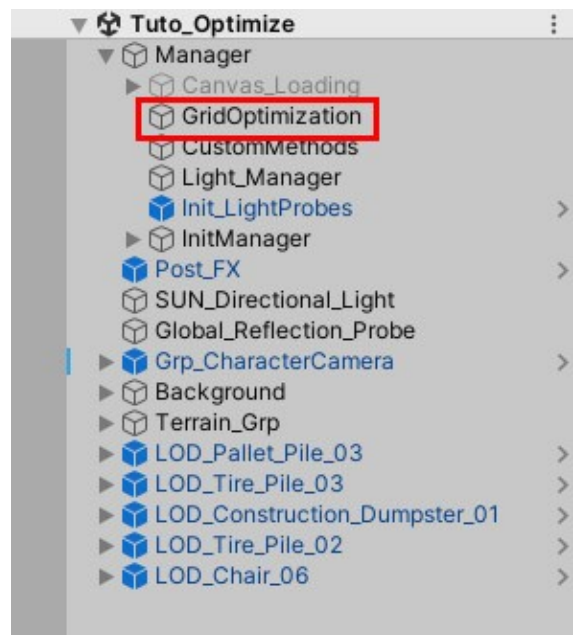 Tuto_Optimize
Manager
Canvas_Loading
GridOptimization
CustomMethods
Light_Manager
Init_LightProbes
InitManager
Post_FX
SUN_Directional_Light
Global_Reflection_Probe
Grp_CharacterCamera
Background
Terrain_Grp
LOD_Pallet_Pile_03
LOD_Tire_Pile_03
LOD_Construction_Dumpster_01
LOD_Tire_Pile_02
LOD_Chair_06